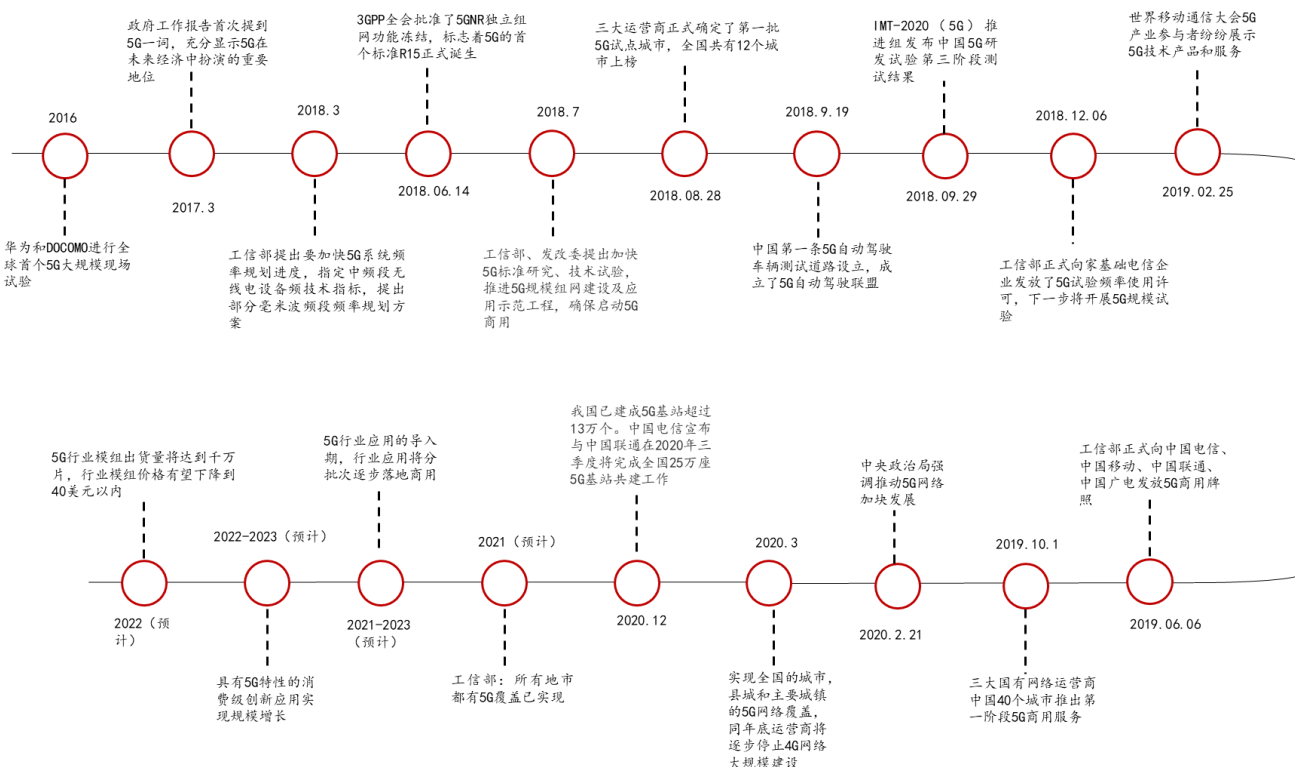 政府工作报告首次提到
5G一词，充分显示5G在
未来经济中扮演的重要
地位
3GPP全会批准了5GNR独立组
网功能冻结，标志着5G的首
个标准R15正式诞生
三大运营商正式确定了第一批
5G试点城市，全国共有12个城
市上榜
IMT-2020（5G）推
进组发布中国5G研
发试验第三阶段测
试结果
世界移动通信大会5G
产业参与者纷纷展示
5G技术产品和服务
2016
2018.3
2018.7
2018.9.19
2018.12.06
2017.3
2018.06.14
2018.08.28
2018.09.29
2019.02.25
华为和DOCOMO进行全
球首个5G大规模现场
试验
工信部提出要加快5G系统频
率规划进度，指定中频段无
线电设备频技术指标，提出
部分毫米波频段频率规划方
案
工信部、发改委提出加快
5G标准研究、技术试验，
推进5G规模组网建设及应
用示范工程，确保启动5G
商用
中国第一条5G自动驾驶
车辆测试道路设立，成
立了5G自动驾驶联盟
工信部正式向家基础电信企
业发放了5G试验频率使用许
可，下一步将开展5G规模试
验
5G行业模组出货量将达到千万
片，行业模组价格有望下降到
40美元以内
5G行业应用的导入
期，行业应用将分
批次逐步落地商用
我国已建成5G基站超过
13万个。中国电信宣布
与中国联通在2020年三
季度将完成全国25万座
5G基站共建工作
中央政治局强
调推动5G网络
加块发展
工信部正式向中国电信、
中国移动、中国联通、
中国广电发放5G商用牌
照
2022-2023（预计）
2021（预计）
2020.3
2019.10.1
2022（预
计）
2021-2023
（预计）
2020.12
2020.2.21
2019.06.06
具有5G特性的消
费级创新应用实
现规模增长
工信部：所有地市
都有5G覆盖已实现
实现全国的城市，
县城和主要城镇
的5G网络覆盖，
同年底运营商将
逐步停止4G网络
大规模建设
三大国有网络运营商
中国40个城市推出第
一阶段5G商用服务